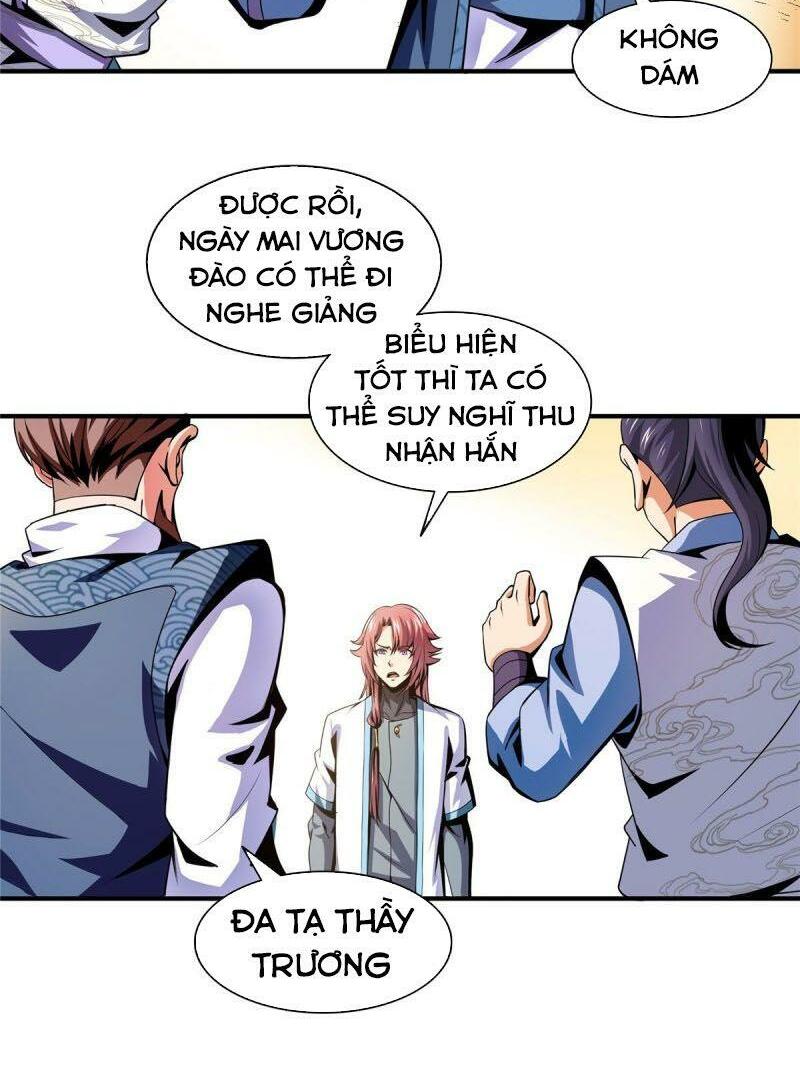 KHÔNG
DÁM
ĐƯỢC RỒI,
NGÀY MAI VƯƠNG
ĐÀO CÓ THỂ ĐI
NGHE GIẢNG
BIỂU HIỆN
TỐT THÌ TA CÓ
THỂ SUY NGHĨ THU
NHẬN HẮN
ĐA TẠ THẦY
TRƯƠNG